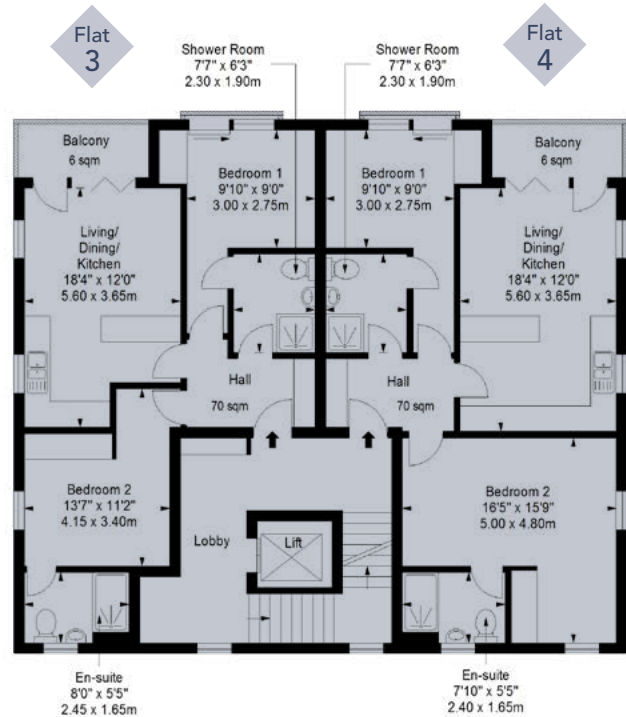 Flat
3
Flat
4
Shower Room
7'7" x 6'3"
2.30 x 1.90m
Shower Room
7'7" x 6'3"
2.30 x 1.90m
Balcony
6 sqm
Bedroom 1
9'10" x 9'0"
3.00 x 2.75m
Bedroom 1
9'10" x 9'0"
3.00 x 2.75m
Balcony
6 sqm
Living/
Dining/
Kitchen
18'4" x 12'0"
5.60 x 3.65m
Living/
Dining/
Kitchen
18'4" x 12'0"
5.60 x 3.65m
Hall
70 sqm
Hall
70 sqm
Bedroom 2
13'7" x 11'2"
4.15 x 3.40m
Lobby
Lift
Bedroom 2
16'5" x 15'9"
5.00 x 4.80m
En-suite
8'0" x 5'5"
2.45 x 1.65m
En-suite
7'10" x 5'5"
2.40 x 1.65m